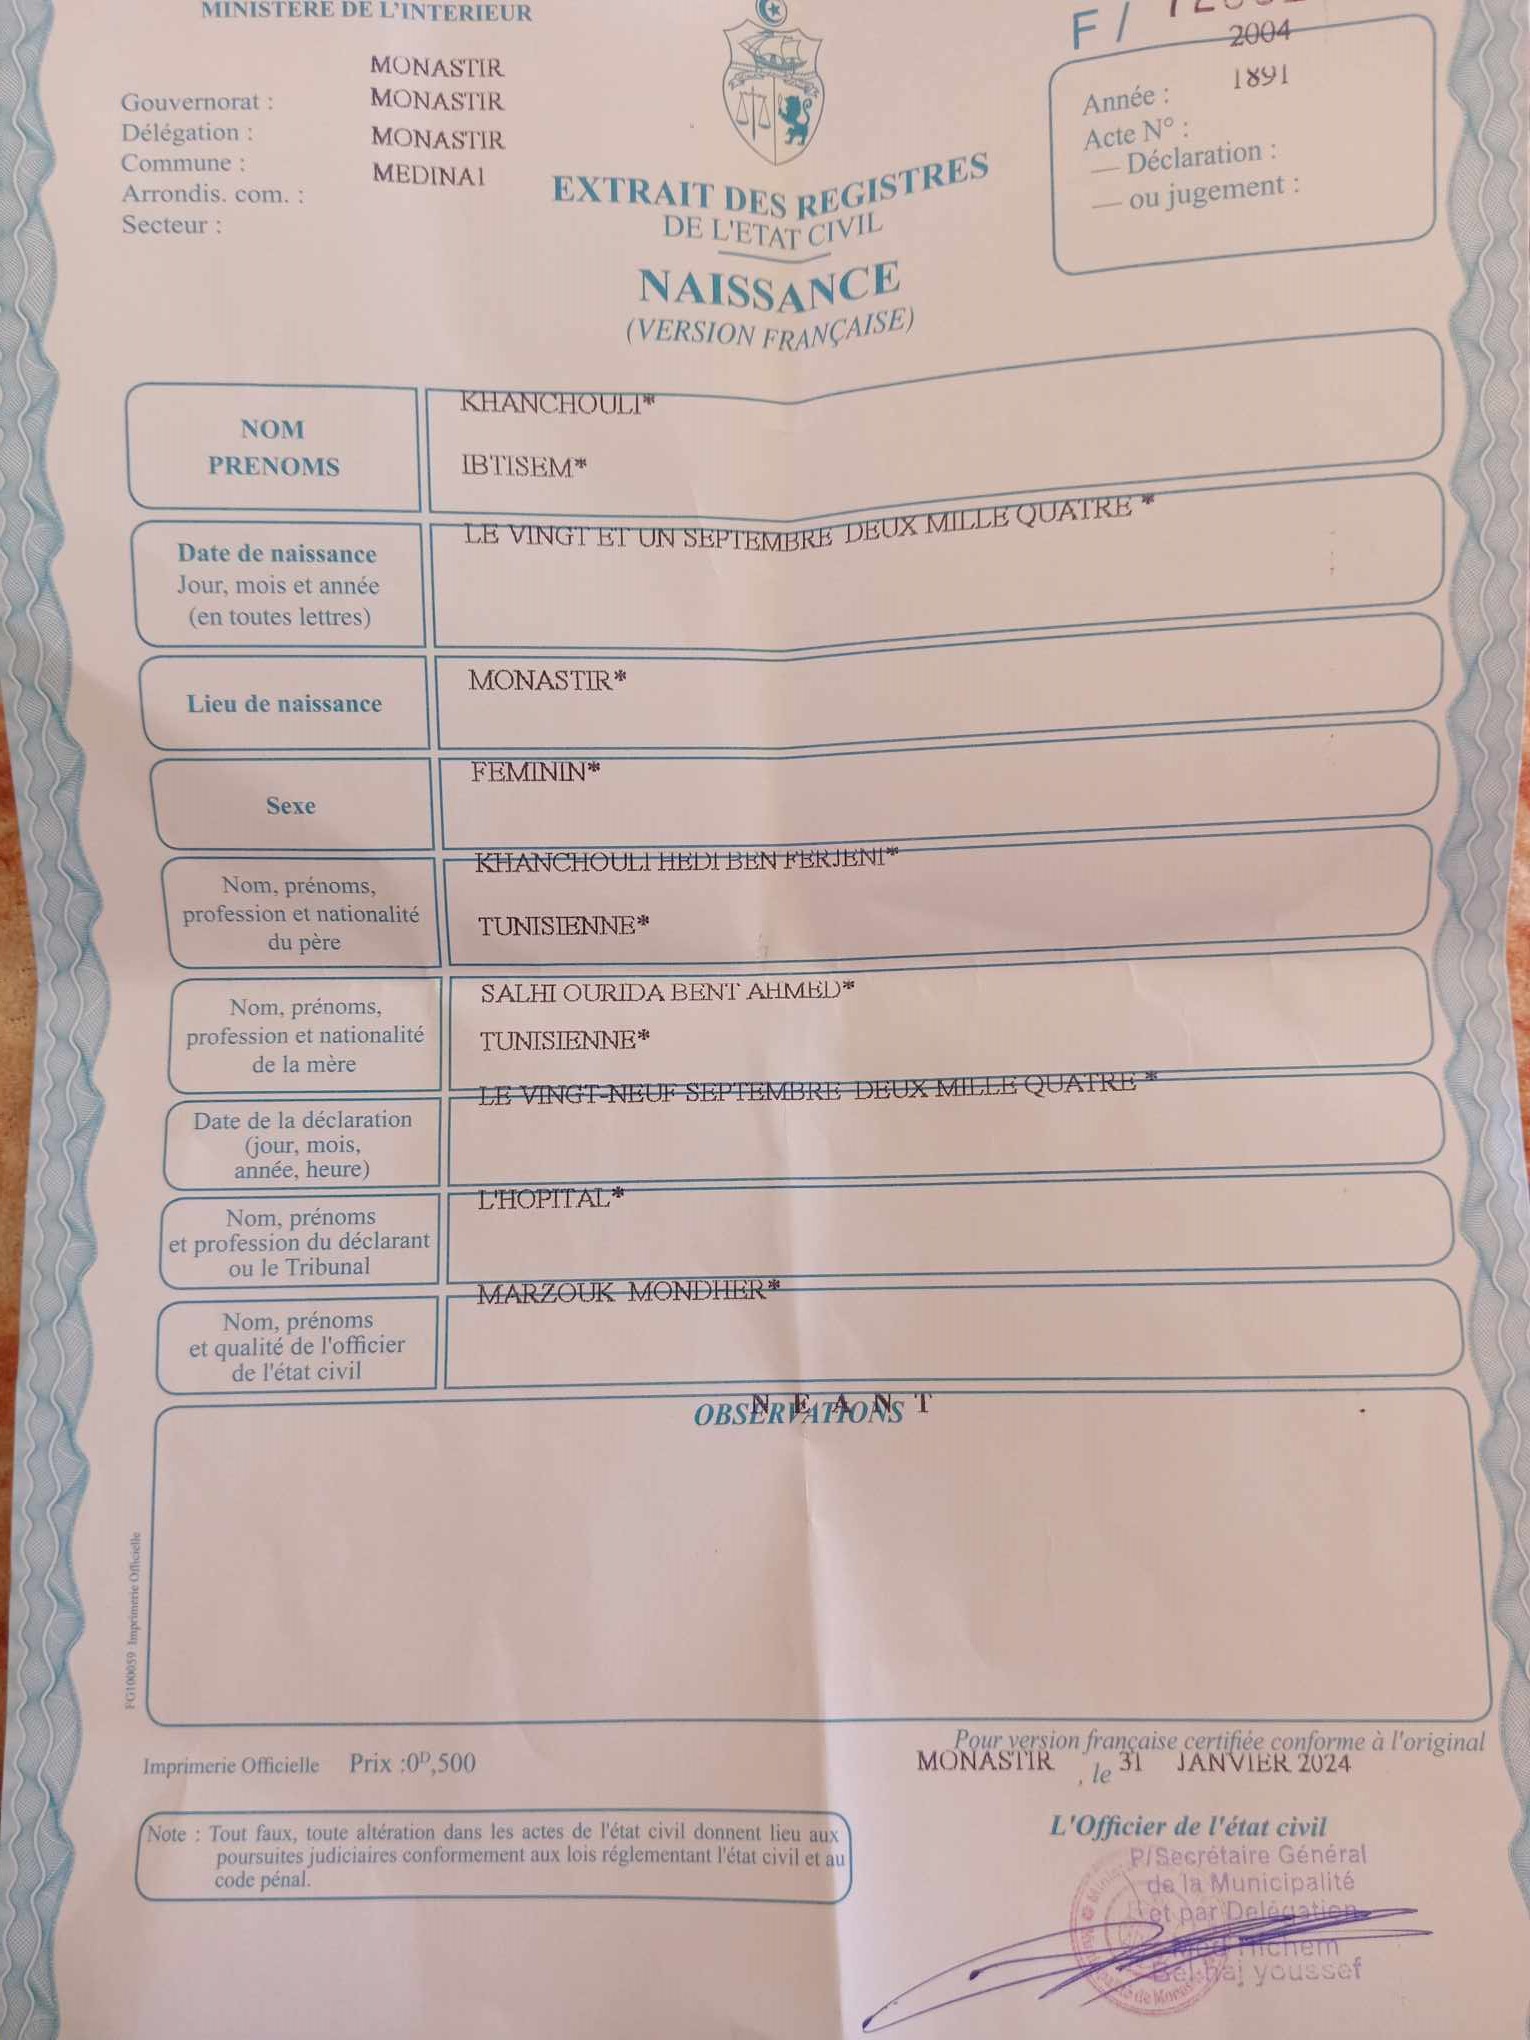 MINISTERE DE L'INTERIEUR
F/
MONASTIR
Gouvernorat : MONASTIR
Délégation : MONASTIR
Commune : MEDINA1
Arrondis. com. :
Secteur :
2004
Année : 1891
Acte N° :
— Déclaration :
— ou jugement :
EXTRAIT DES REGISTRES
DE L'ETAT CIVIL
NAISSANCE
(VERSION FRANÇAISE)
NOM KHANCHOULI*
PRENOMS IBTISEM*
Date de naissance LE VINGT ET UN SEPTEMBRE DEUX MILLE QUATRE *
Jour, mois et année
(en toutes lettres)
Lieu de naissance MONASTIR*
Sexe FEMININ*
Nom, prénoms, KHANCHOULI HEDI BEN FERJENI*
profession et nationalité TUNISIENNE*
du père
Nom, prénoms, SALHI OURIDA BENT AHMED*
profession et nationalité TUNISIENNE*
de la mère
Date de la déclaration LE VINGT-NEUF SEPTEMBRE DEUX MILLE QUATRE *
(jour, mois,
année, heure)
Nom, prénoms L'HOPITAL*
et profession du déclarant
ou le Tribunal
Nom, prénoms MARZOUK MONDHER*
et qualité de l'officier
de l'état civil
OBSERVATIONS N E A N T
FG100059 Imprimerie Officielle
Imprimerie Officielle Prix :0D,500
Pour version française certifiée conforme à l'original
MONASTIR , le 31 JANVIER 2024
L'Officier de l'état civil
Note : Tout faux, toute altération dans les actes de l'état civil donnent lieu aux
poursuites judiciaires conformement aux lois réglementant l'état civil et au
code pénal.
P/Secrétaire Général
de la Municipalité
et par Delégation
Hichem
Bel haj youssef